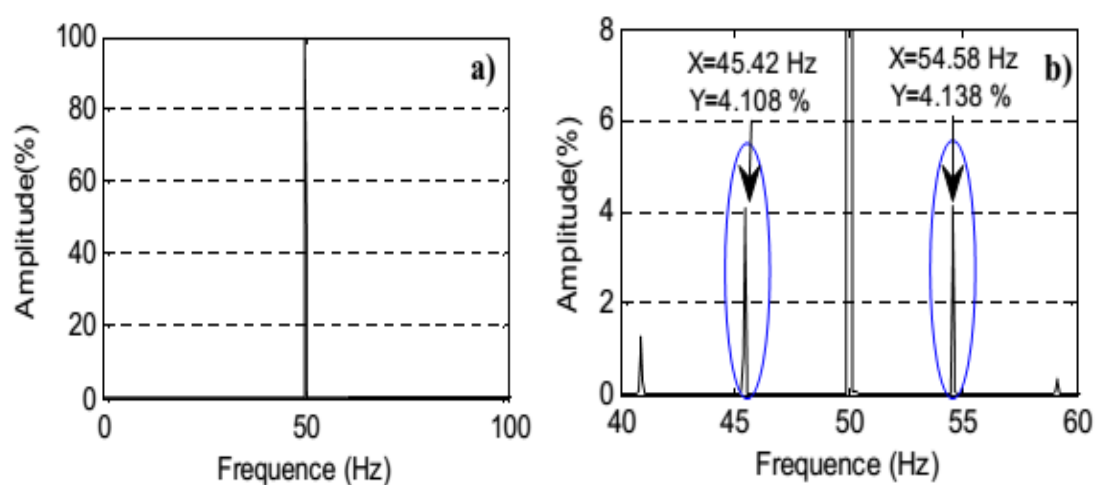 a)
Amplitude(%)
100
80
60
40
20
0
0 50 100
Frequence (Hz)
b)
X=45.42 Hz
Y=4.108 %
X=54.58 Hz
Y=4.138 %
Amplitude(%)
8
6
4
2
0
40 45 50 55 60
Frequence (Hz)